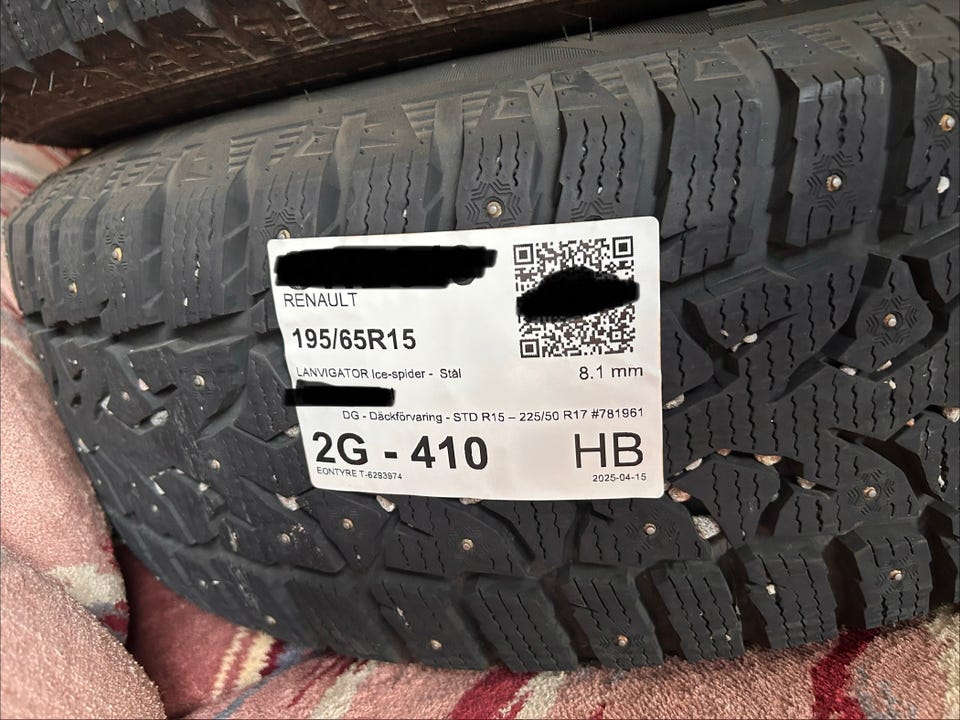 RENAULT
195/65R15
LANVIGATOR Ice-spider - Stål
8.1 mm
DG - Däckförvaring - STD R15 – 225/50 R17 #781961
2G - 410
HB
EONTYRE T-6293974
2025-04-15